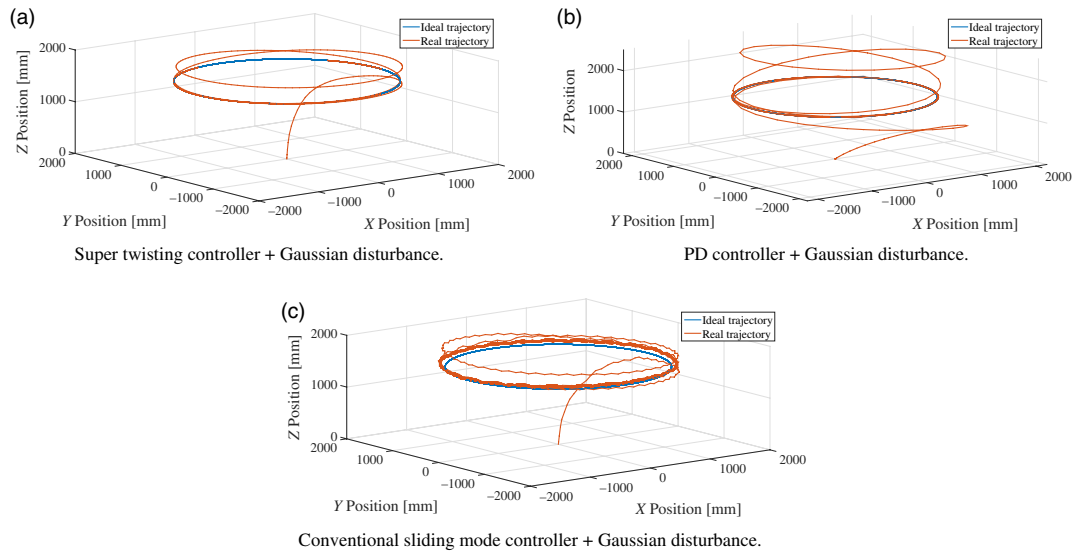 (a)
Ideal trajectory
Real trajectory
Z Position [mm]
2000
1000
0
2000
1000
0
−1000
−2000
Y Position [mm]
−2000
−1000
0
1000
2000
X Position [mm]
Super twisting controller + Gaussian disturbance.
(b)
Ideal trajectory
Real trajectory
Z Position
2000
1000
0
2000
1000
0
−1000
−2000
Y Position [mm]
−2000
−1000
0
1000
2000
X Position [mm]
PD controller + Gaussian disturbance.
(c)
Ideal trajectory
Real trajectory
Z Position [mm]
2000
1000
0
2000
1000
0
−1000
−2000
Y Position [mm]
−2000
−1000
0
1000
2000
X Position [mm]
Conventional sliding mode controller + Gaussian disturbance.